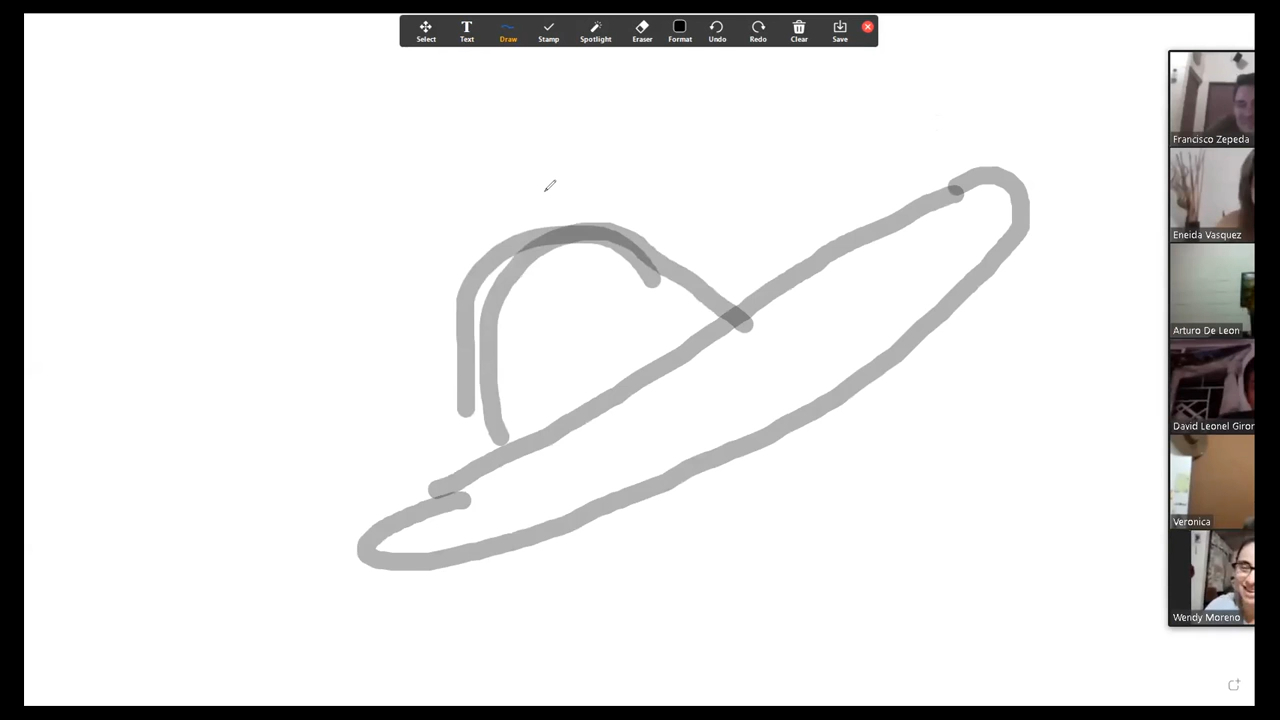 Select
Text
Draw
Stamp
Spotlight
Eraser
Format
Undo
Redo
Clear
Save
Francisco Zepeda
Eneida Vasquez
Arturo De Leon
David Leonel Giron
Veronica
Wendy Moreno